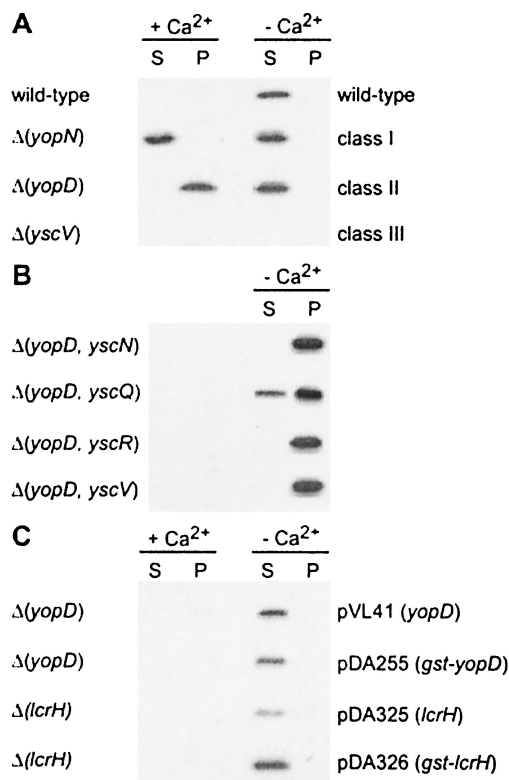 A
+ Ca2+ - Ca2+
S P S P
wild-type wild-type
Δ(yopN) class I
Δ(yopD) class II
Δ(yscV) class III
B
- Ca2+
S P
Δ(yopD, yscN)
Δ(yopD, yscQ)
Δ(yopD, yscR)
Δ(yopD, yscV)
C
+ Ca2+ - Ca2+
S P S P
Δ(yopD) pVL41 (yopD)
Δ(yopD) pDA255 (gst-yopD)
Δ(lcrH) pDA325 (lcrH)
Δ(lcrH) pDA326 (gst-lcrH)